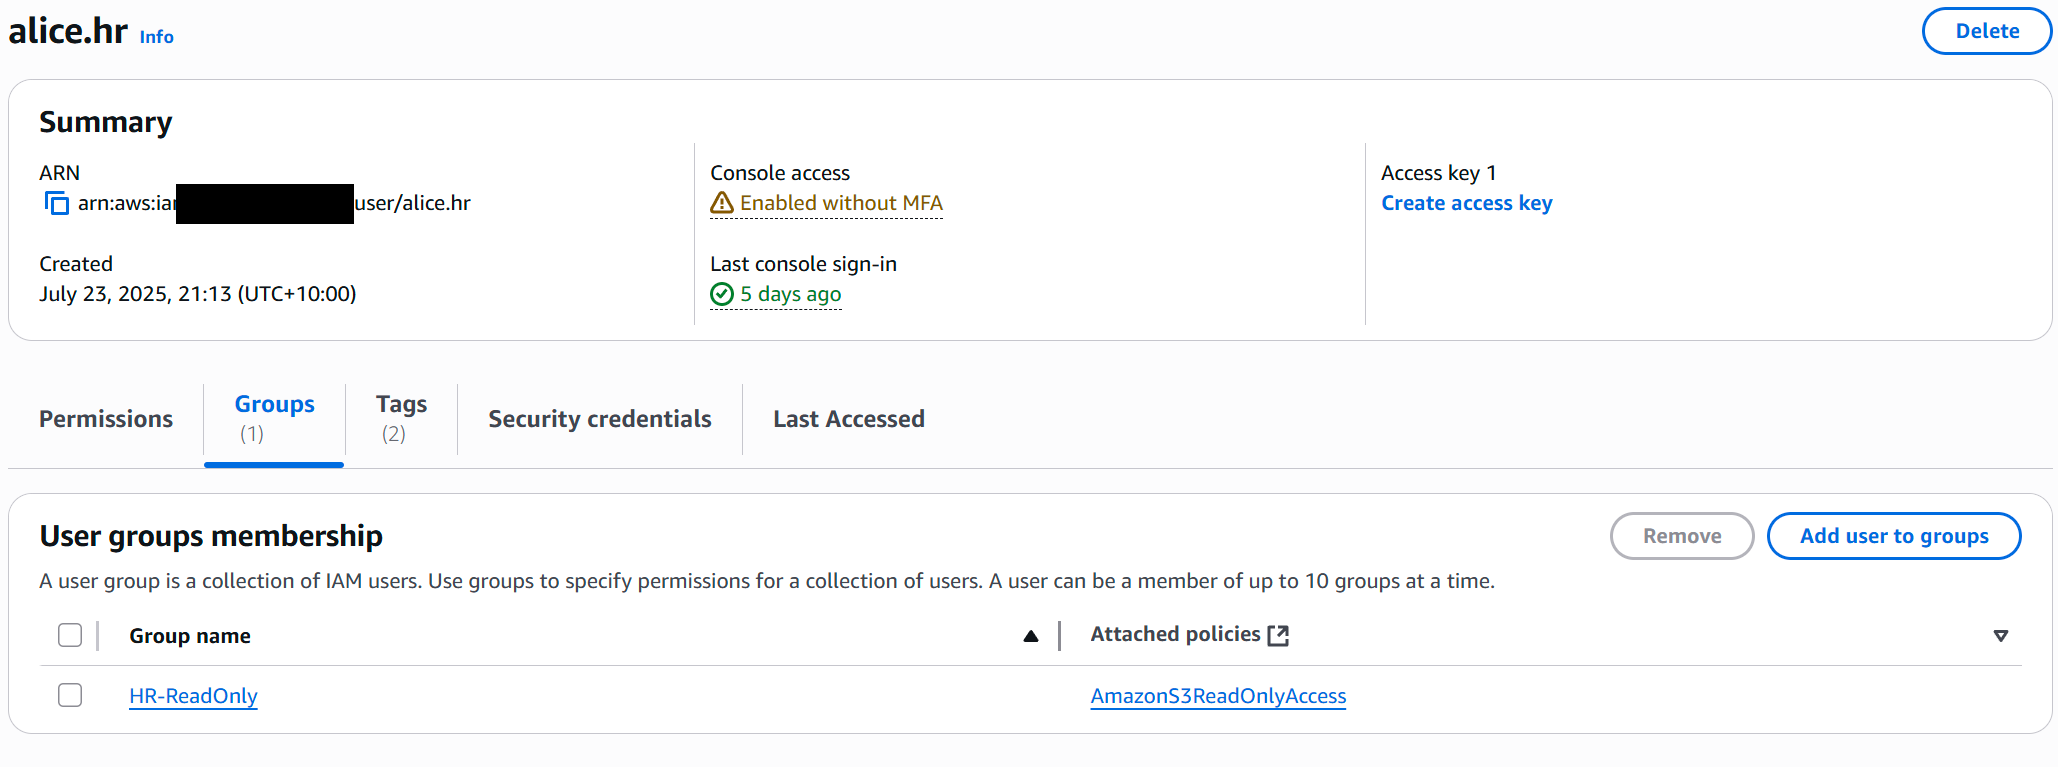 alice.hr Info
Delete
Summary
ARN
arn:aws:iam user/alice.hr
Created
July 23, 2025, 21:13 (UTC+10:00)
Console access
Enabled without MFA
Last console sign-in
5 days ago
Access key 1
Create access key
Permissions
Groups
(1)
Tags
(2)
Security credentials
Last Accessed
User groups membership
Remove
Add user to groups
A user group is a collection of IAM users. Use groups to specify permissions for a collection of users. A user can be a member of up to 10 groups at a time.
Group name
Attached policies
HR-ReadOnly
AmazonS3ReadOnlyAccess